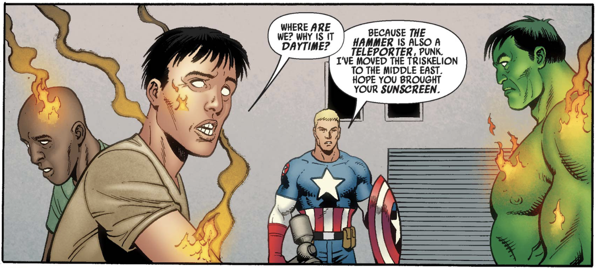 WHERE ARE
WE? WHY IS IT
DAYTIME?
BECAUSE THE
HAMMER IS ALSO A
TELEPORTER, PUNK.
I'VE MOVED THE TRISKELION
TO THE MIDDLE EAST.
HOPE YOU BROUGHT
YOUR SUNSCREEN.